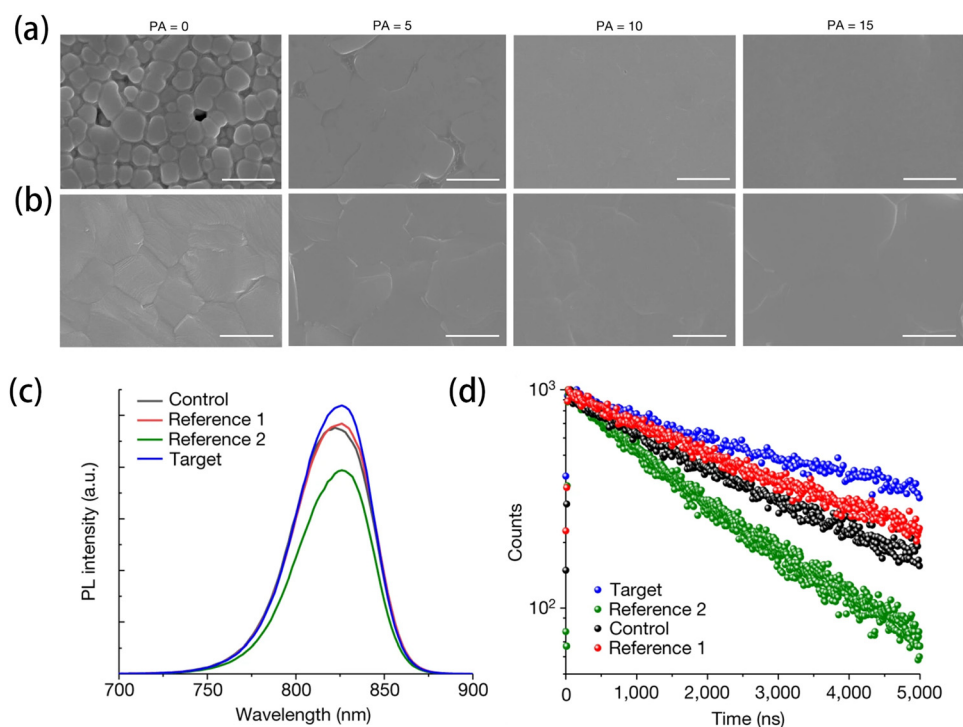 (a)
PA = 0
PA = 5
PA = 10
PA = 15
(b)
(c)
Control
Reference 1
Reference 2
Target
PL intensity (a.u.)
700
750
800
850
900
Wavelength (nm)
(d)
10³
10²
Counts
Target
Reference 2
Control
Reference 1
0
1,000
2,000
3,000
4,000
5,000
Time (ns)